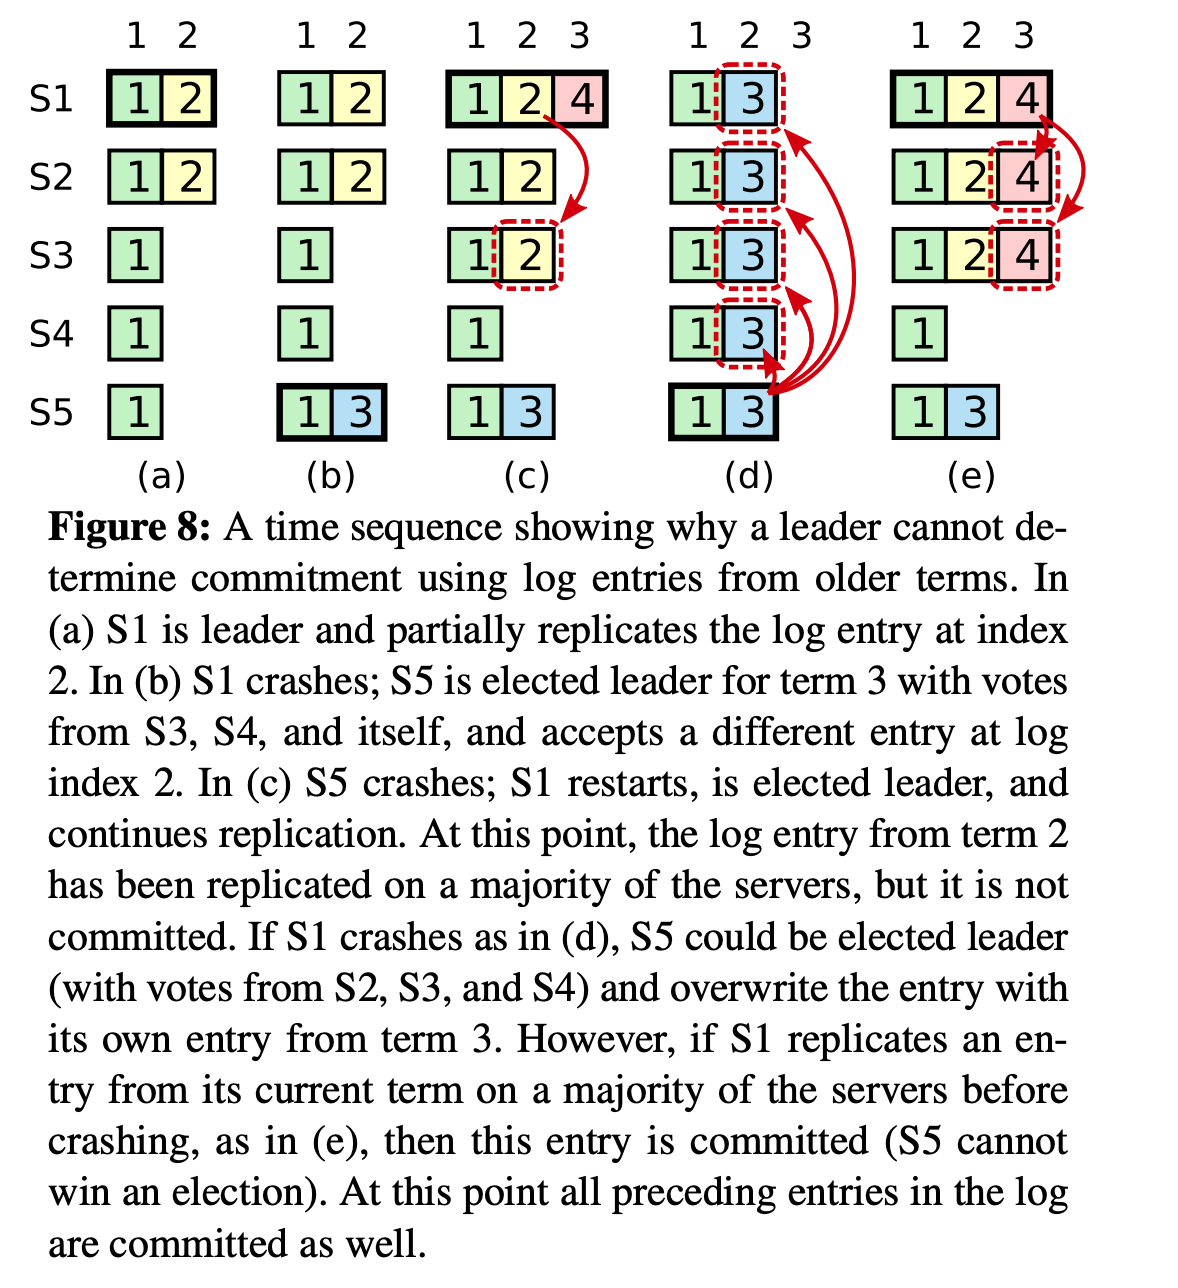 1 2 1 2 1 2 3 1 2 3 1 2 3
S1 1 2 1 2 1 2 4 1 3 1 2 4
S2 1 2 1 2 1 2 1 3 1 2 4
S3 1 1 1 2 1 3 1 2 4
S4 1 1 1 1 3 1
S5 1 1 3 1 3 1 3 1 3
(a) (b) (c) (d) (e)
Figure 8: A time sequence showing why a leader cannot de-
termine commitment using log entries from older terms. In
(a) S1 is leader and partially replicates the log entry at index
2. In (b) S1 crashes; S5 is elected leader for term 3 with votes
from S3, S4, and itself, and accepts a different entry at log
index 2. In (c) S5 crashes; S1 restarts, is elected leader, and
continues replication. At this point, the log entry from term 2
has been replicated on a majority of the servers, but it is not
committed. If S1 crashes as in (d), S5 could be elected leader
(with votes from S2, S3, and S4) and overwrite the entry with
its own entry from term 3. However, if S1 replicates an en-
try from its current term on a majority of the servers before
crashing, as in (e), then this entry is committed (S5 cannot
win an election). At this point all preceding entries in the log
are committed as well.